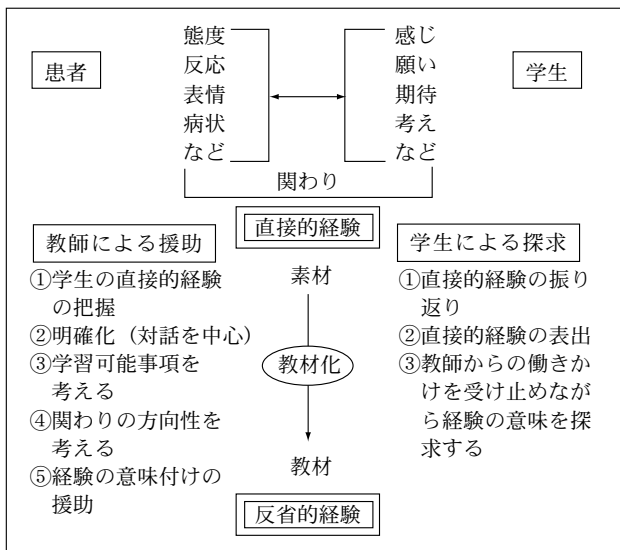 患者
態度
反応
表情
病状
など
感じ
願い
期待
考え
など
学生
関わり
直接的経験
教師による援助
①学生の直接的経験
の把握
②明確化（対話を中心）
③学習可能事項を
考える
④関わりの方向性を
考える
⑤経験の意味付けの
援助
素材
教材化
教材
反省的経験
学生による探求
①直接的経験の振り
返り
②直接的経験の表出
③教師からの働きか
けを受け止めなが
ら経験の意味を探
求する